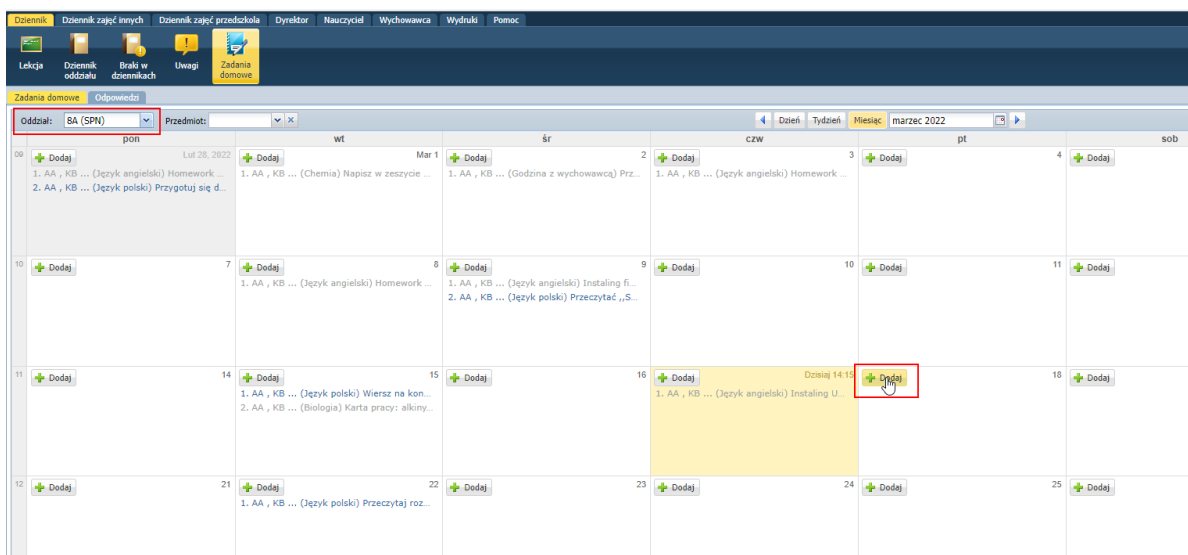 Dziennik Dziennik zajęć innych Dziennik zajęć przedszkola Dyrektor Nauczyciel Wychowawca Wydruki Pomoc
Lekcja Dziennik oddziału Braki w dziennikach Uwagi Zadania domowe
Zadania domowe Odpowiedzi
Oddział: 8A (SPN) Przedmiot: Dzień Tydzień Miesiąc marzec 2022
pon wt śr czw pt sob
09 Dodaj Lut 28, 2022 Dodaj Mar 1 Dodaj 2 Dodaj 3 Dodaj 4 Dodaj
1. AA , KB ... (Język angielski) Homework ... 1. AA , KB ... (Chemia) Napisz w zeszycie ... 1. AA , KB ... (Godzina z wychowawcą) Prz... 1. AA , KB ... (Język angielski) Homework ...
2. AA , KB ... (Język polski) Przygotuj się d...
10 Dodaj 7 Dodaj 8 Dodaj 9 Dodaj 10 Dodaj 11 Dodaj
1. AA , KB ... (Język angielski) Homework ... 1. AA , KB ... (Język angielski) Instaling fi...
2. AA , KB ... (Język polski) Przeczytać ,,S...
11 Dodaj 14 Dodaj 15 Dodaj 16 Dodaj Dzisiaj 14:15 Dodaj 18 Dodaj
1. AA , KB ... (Język polski) Wiersz na kon... 1. AA , KB ... (Język angielski) Instaling U...
2. AA , KB ... (Biologia) Karta pracy: alkiny...
12 Dodaj 21 Dodaj 22 Dodaj 23 Dodaj 24 Dodaj 25 Dodaj
1. AA , KB ... (Język polski) Przeczytaj roz...